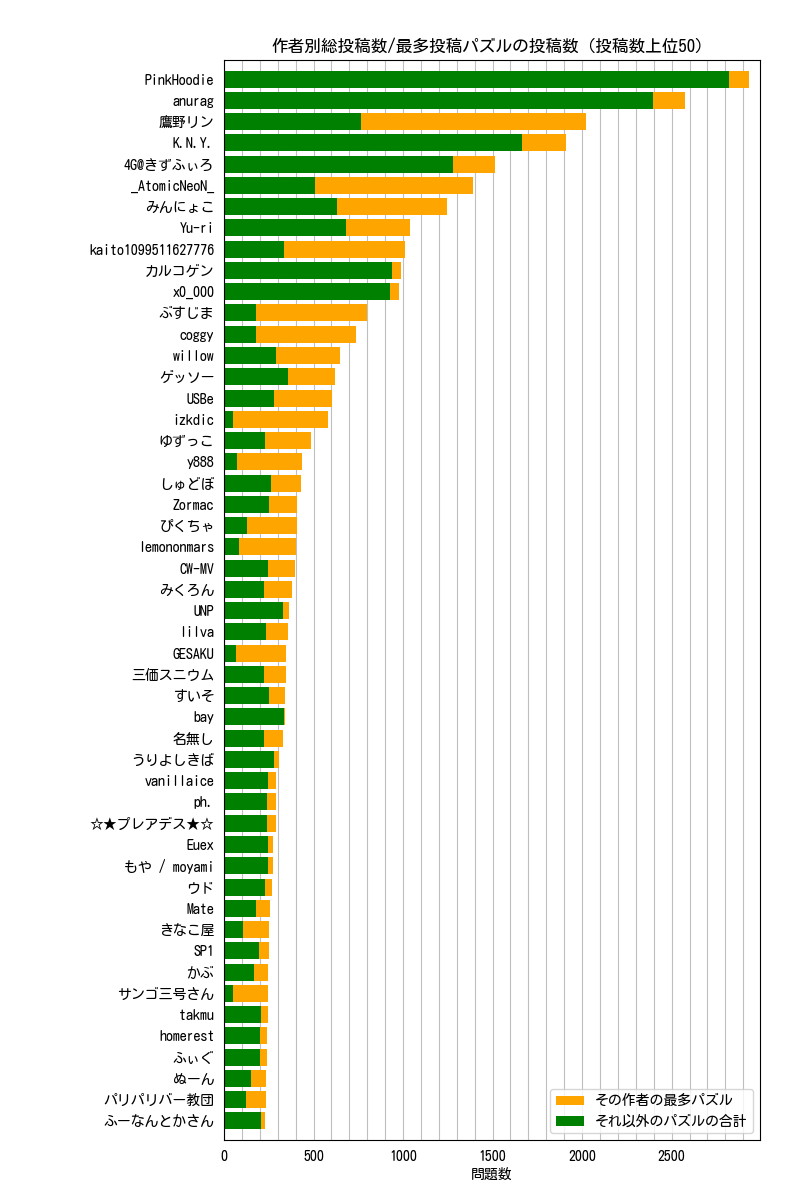 作者別総投稿数/最多投稿パズルの投稿数 (投稿数上位50)
PinkHoodie
anurag
鷹野リン
K.N.Y.
4G@きずふぃろ
_AtomicNeoN_
みんにょこ
Yu-ri
kaito1099511627776
カルコゲン
x0_000
ぶすじま
coggy
willow
ゲッソー
USBe
izkdic
ゆずっこ
y888
しゅどぼ
Zormac
ぴくちゃ
lemononmars
CW-MV
みくろん
UNP
lilva
GESAKU
三価スニウム
すいそ
bay
名無し
うりよしきば
vanillaice
ph.
☆★プレアデス★☆
Euex
もや / moyami
ウド
Mate
きなこ屋
SP1
かぶ
サンゴ三号さん
takmu
homerest
ふぃぐ
ぬーん
パリパリバー教団
ふーなんとかさん
その作者の最多パズル
それ以外のパズルの合計
0 500 1000 1500 2000 2500
問題数